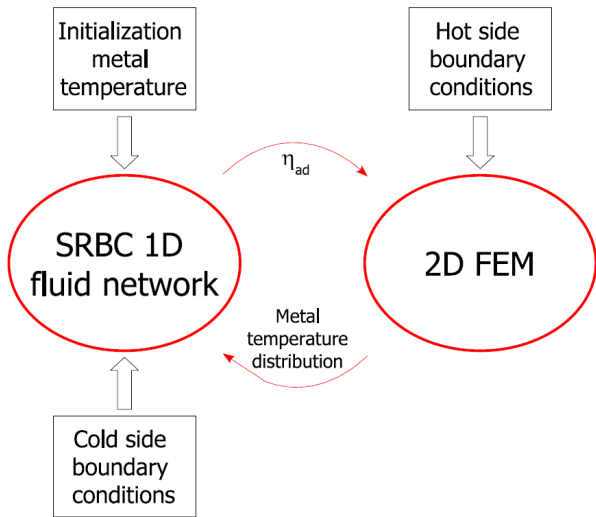 Initialization
metal
temperature
Hot side
boundary
conditions
η_ad
SRBC 1D
fluid network
2D FEM
Metal
temperature
distribution
Cold side
boundary
conditions